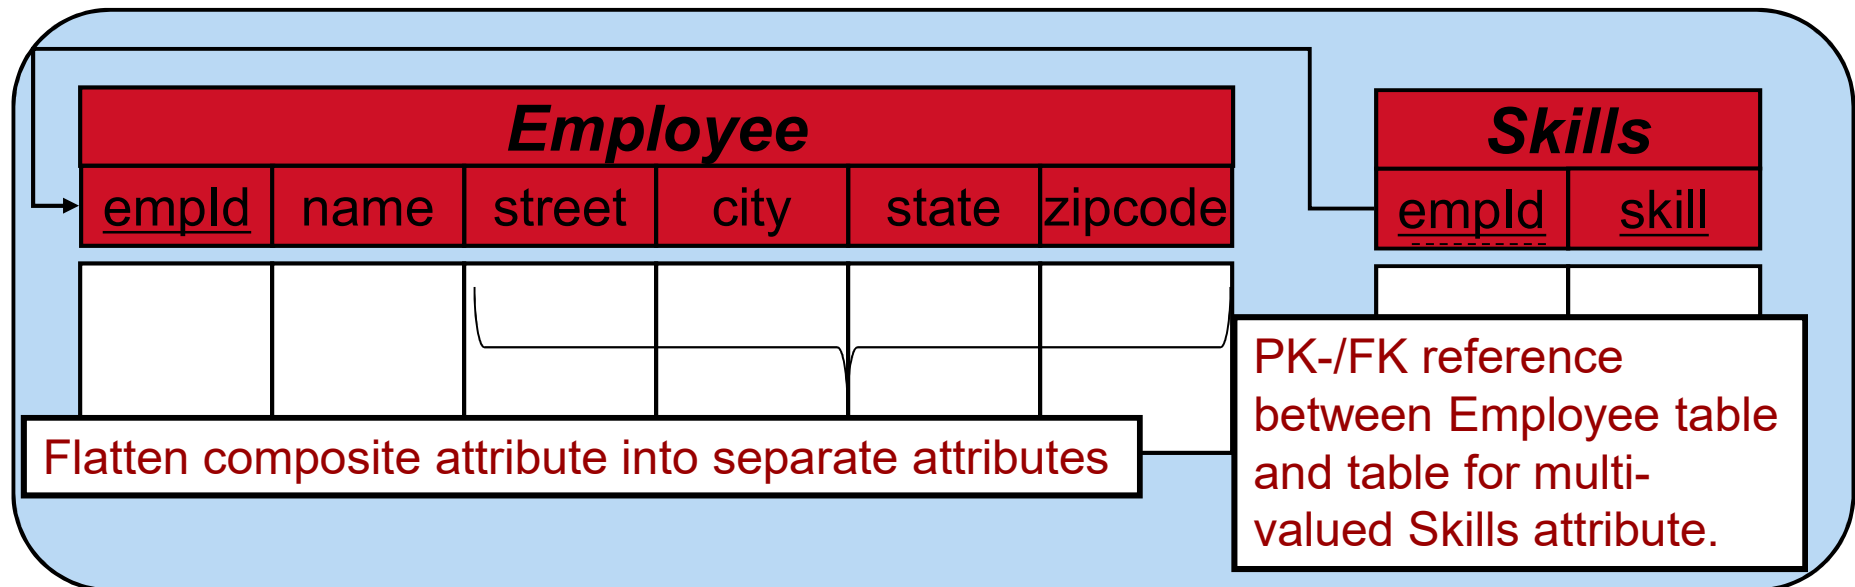 Employee
empId name street city state zipcode
Skills
empId skill
Flatten composite attribute into separate attributes
PK-/FK reference
between Employee table
and table for multi-
valued Skills attribute.